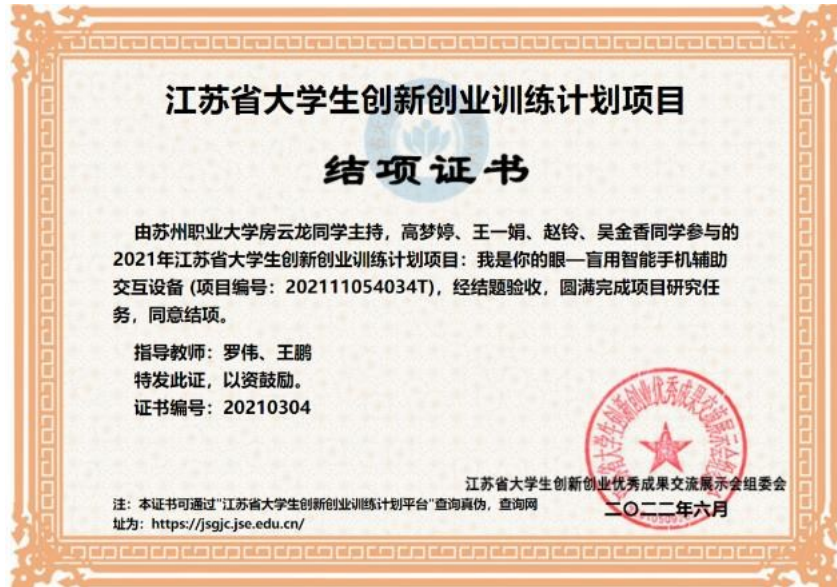 江苏省大学生创新创业训练计划项目
结项证书
由苏州职业大学房云龙同学主持，高梦婷、王一娟、赵铃、吴金香同学参与的
2021年江苏省大学生创新创业训练计划项目：我是你的眼—盲用智能手机辅助
交互设备 (项目编号：202111054034T)，经结题验收，圆满完成项目研究任
务，同意结项。
指导教师：罗伟、王鹏
特发此证，以资鼓励。
证书编号：20210304
江苏省大学生创新创业优秀成果交流展示会组委会
二〇二二年六月
注：本证书可通过"江苏省大学生创新创业训练计划平台"查询真伪，查询网
址为：https://jsgjc.jse.edu.cn/